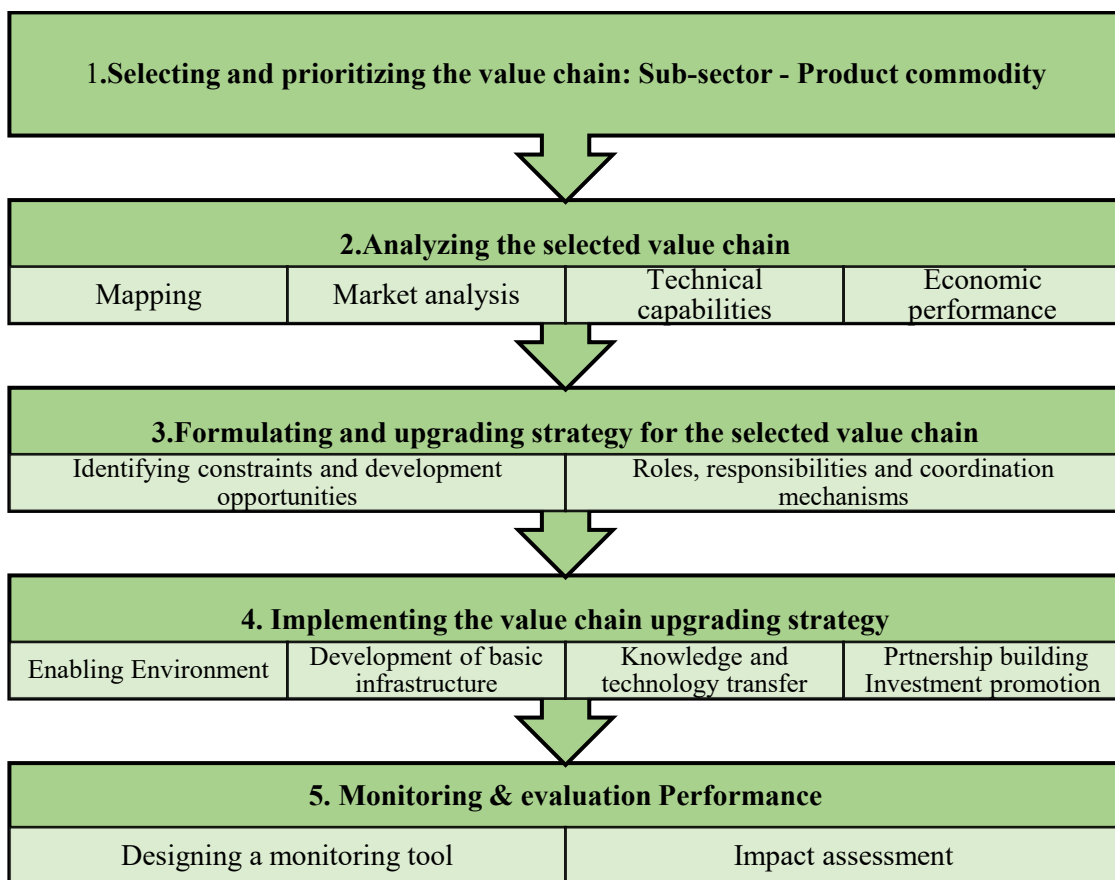 1.Selecting and prioritizing the value chain: Sub-sector - Product commodity
2.Analyzing the selected value chain
Mapping
Market analysis
Technical
capabilities
Economic
performance
3.Formulating and upgrading strategy for the selected value chain
Identifying constraints and development
opportunities
Roles, responsibilities and coordination
mechanisms
4. Implementing the value chain upgrading strategy
Enabling Environment
Development of basic
infrastructure
Knowledge and
technology transfer
Prtnership building
Investment promotion
5. Monitoring & evaluation Performance
Designing a monitoring tool
Impact assessment